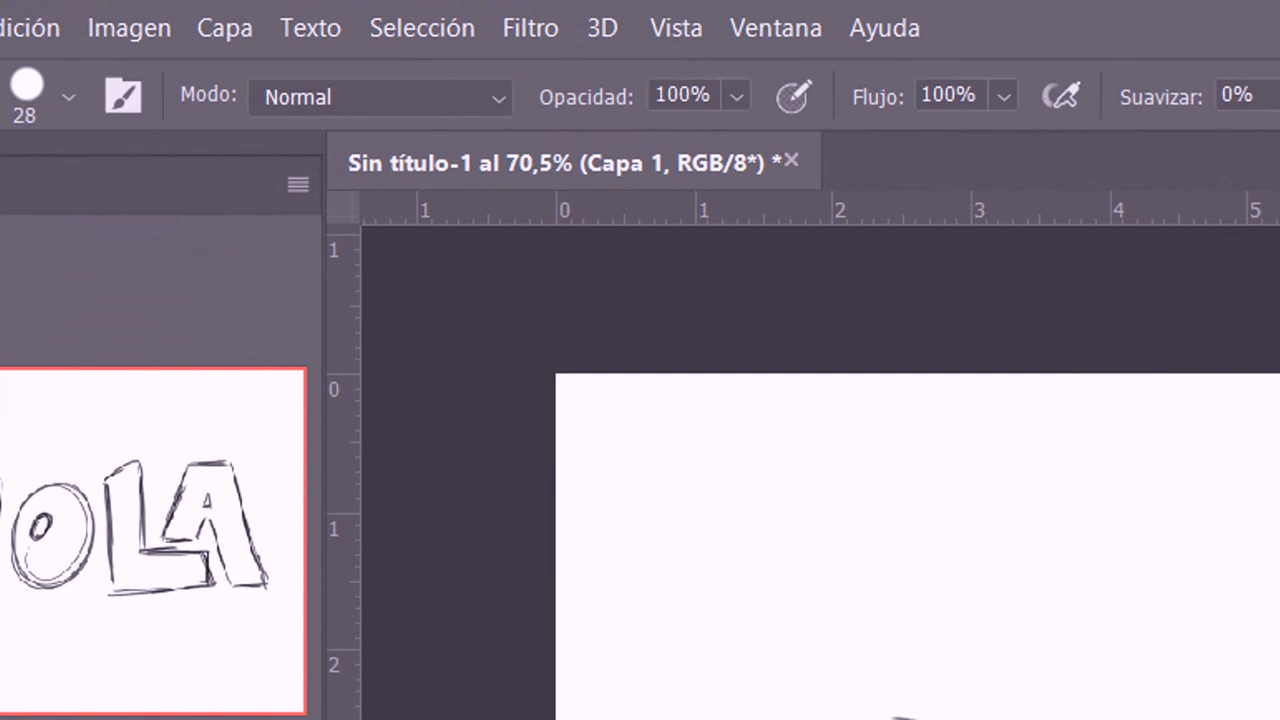 dición Imagen Capa Texto Selección Filtro 3D Vista Ventana Ayuda
28 Modo: Normal Opacidad: 100% Flujo: 100% Suavizar: 0%
Sin título-1 al 70,5% (Capa 1, RGB/8*) *
1 0 1 2 3 4 5
1
0
1
2
OLA